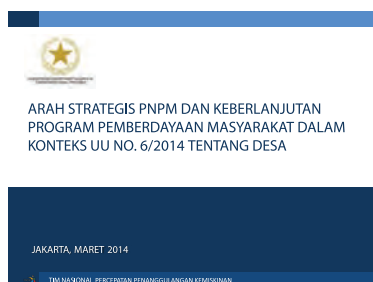 ARAH STRATEGIS PNPM DAN KEBERLANJUTAN
PROGRAM PEMBERDAYAAN MASYARAKAT DALAM
KONTEKS UU NO. 6/2014 TENTANG DESA
JAKARTA, MARET 2014
TIM NASIONAL PERCEPATAN PENANGGULANGAN KEMISKINAN